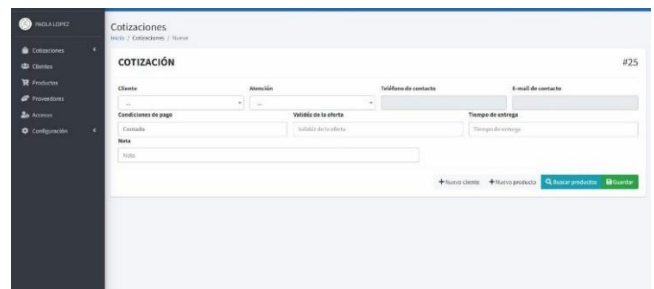 PAOLA LOPEZ
Cotizaciones
Clientes
Productos
Proveedores
Accesos
Configuración
Cotizaciones
Inicio / Cotizaciones / Nueva
COTIZACIÓN #25
Cliente Atención Teléfono de contacto E-mail de contacto
... ...
Condiciones de pago Validéz de la oferta Tiempo de entrega
Contado Validéz de la oferta Tiempo de entrega
Nota
Nota
+Nuevo cliente +Nuevo producto Buscar productos Guardar